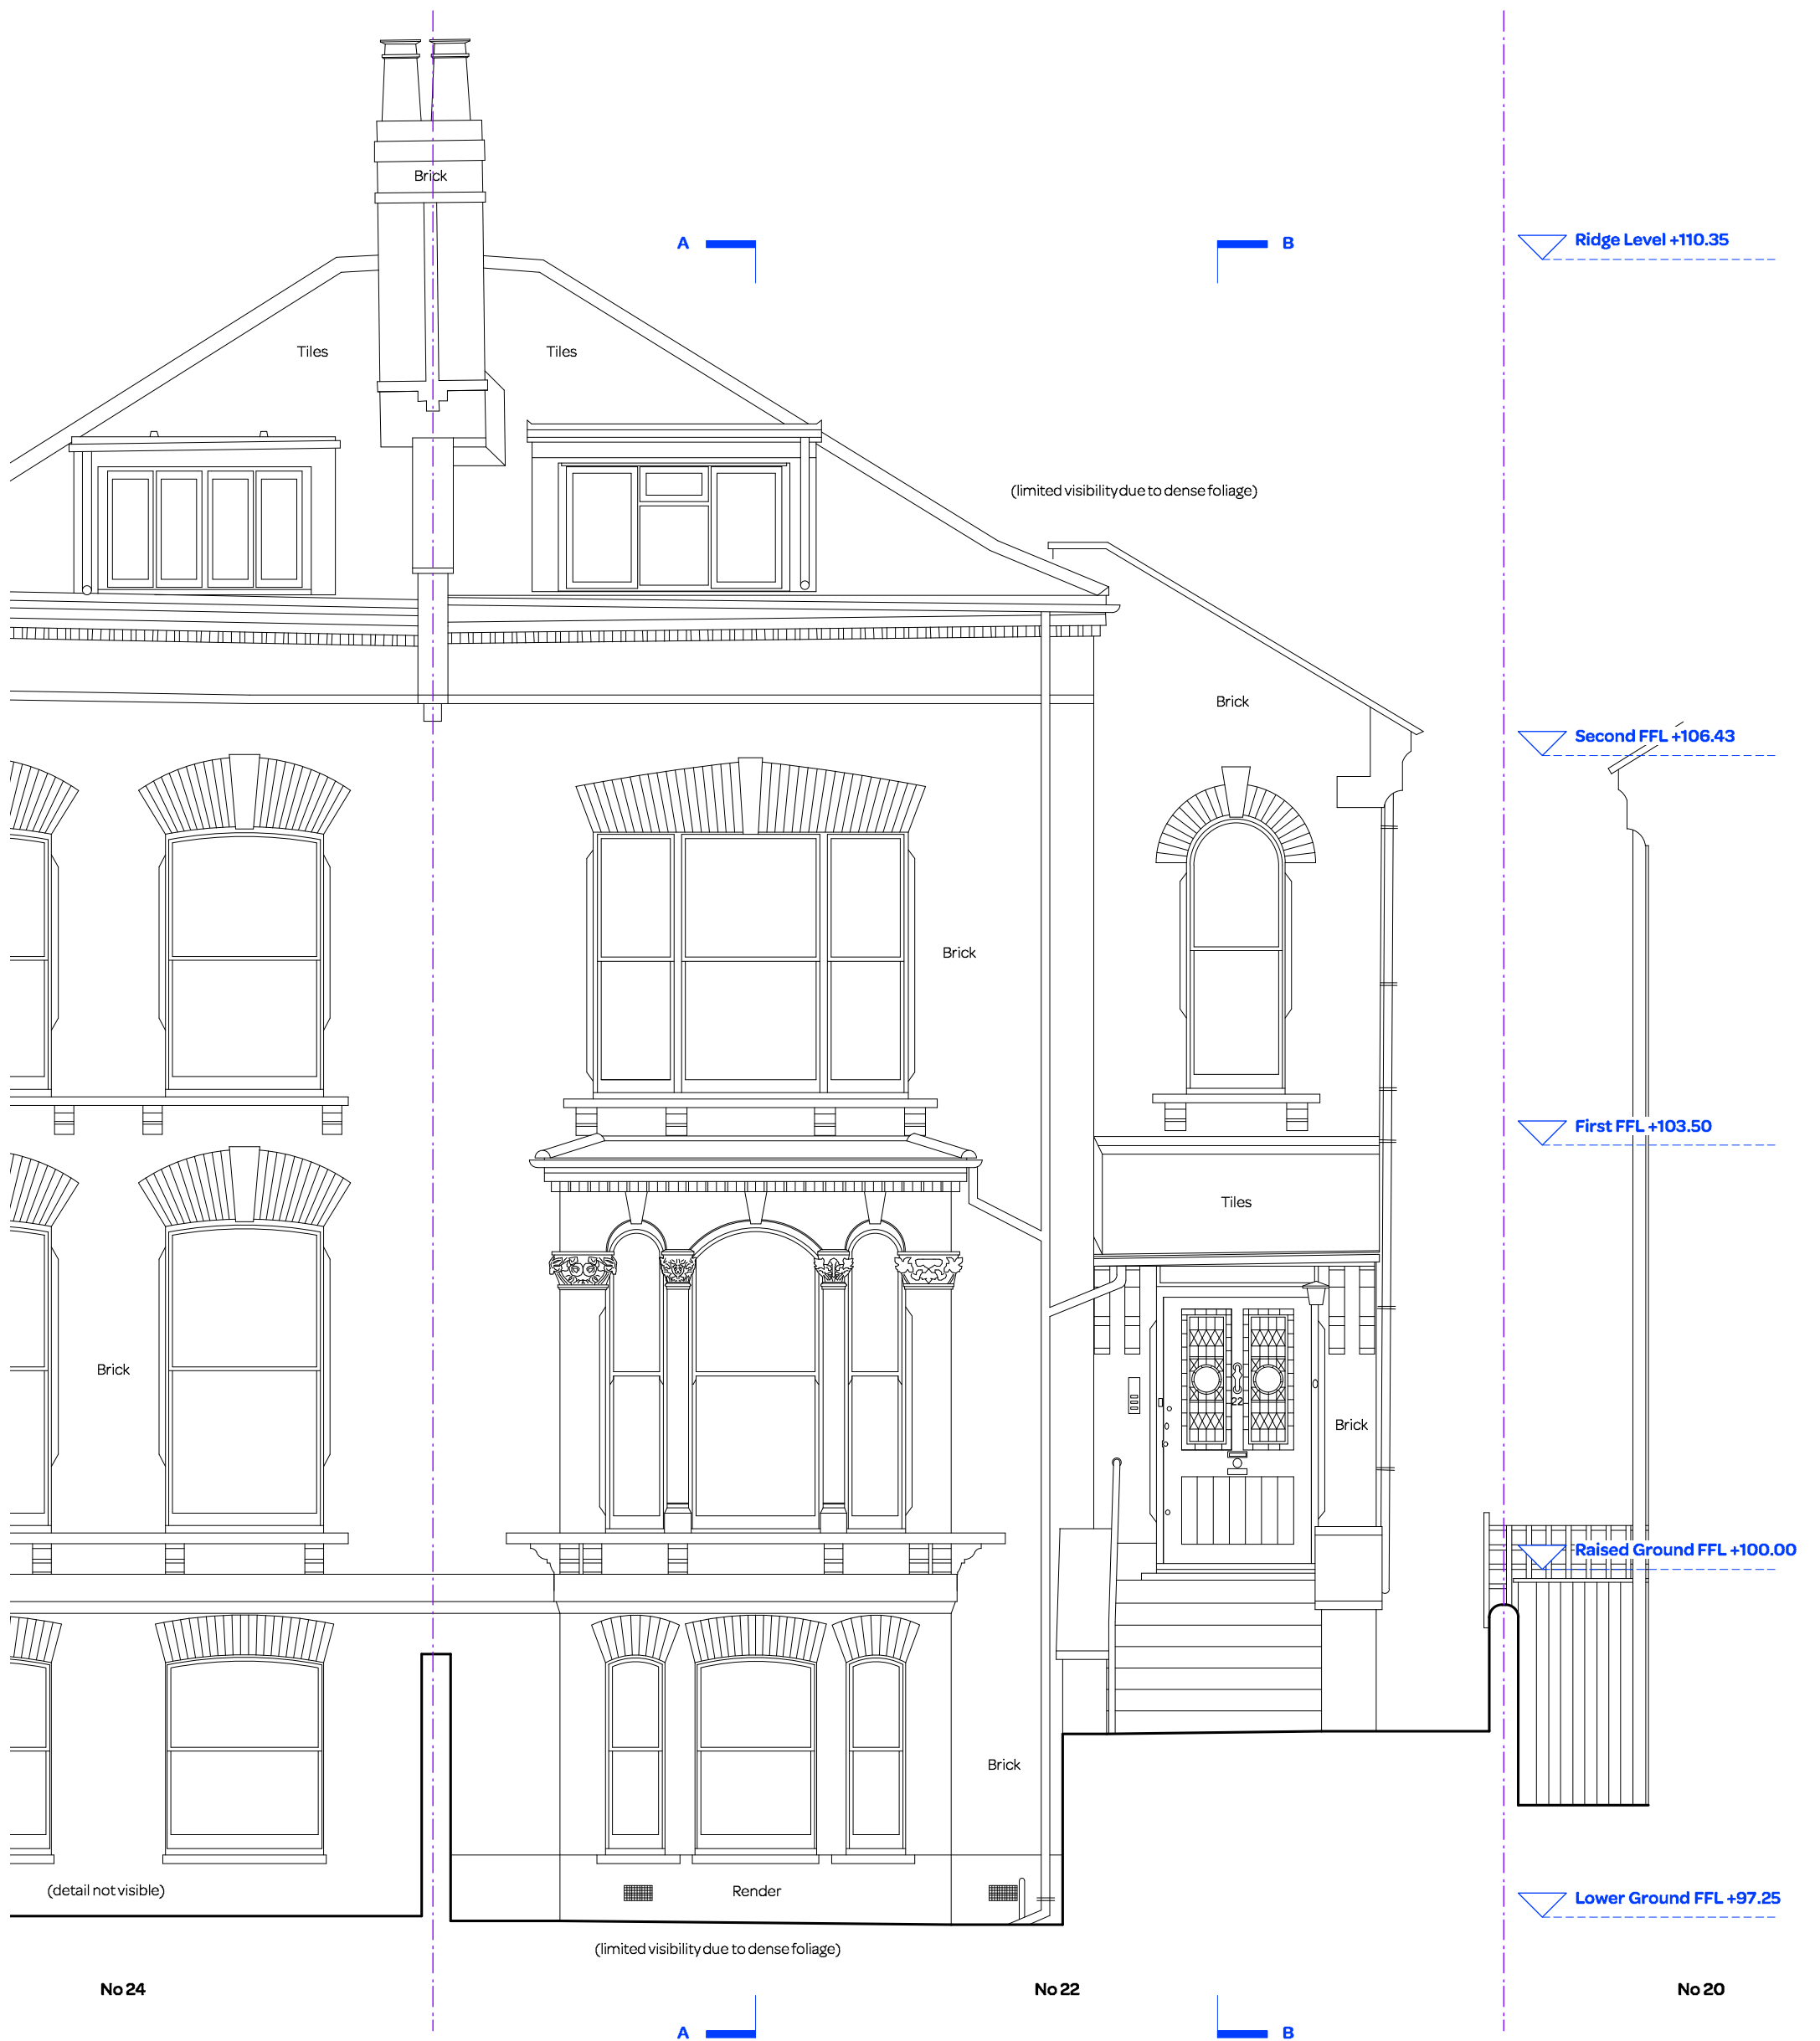 Brick
A
B
Ridge Level +110.35
Tiles
Tiles
(limited visibility due to dense foliage)
Brick
Second FFL +106.43
Brick
First FFL +103.50
Tiles
Brick
22
Brick
Raised Ground FFL +100.00
Brick
(detail not visible)
Render
Lower Ground FFL +97.25
(limited visibility due to dense foliage)
No 24
No 22
No 20
A
B